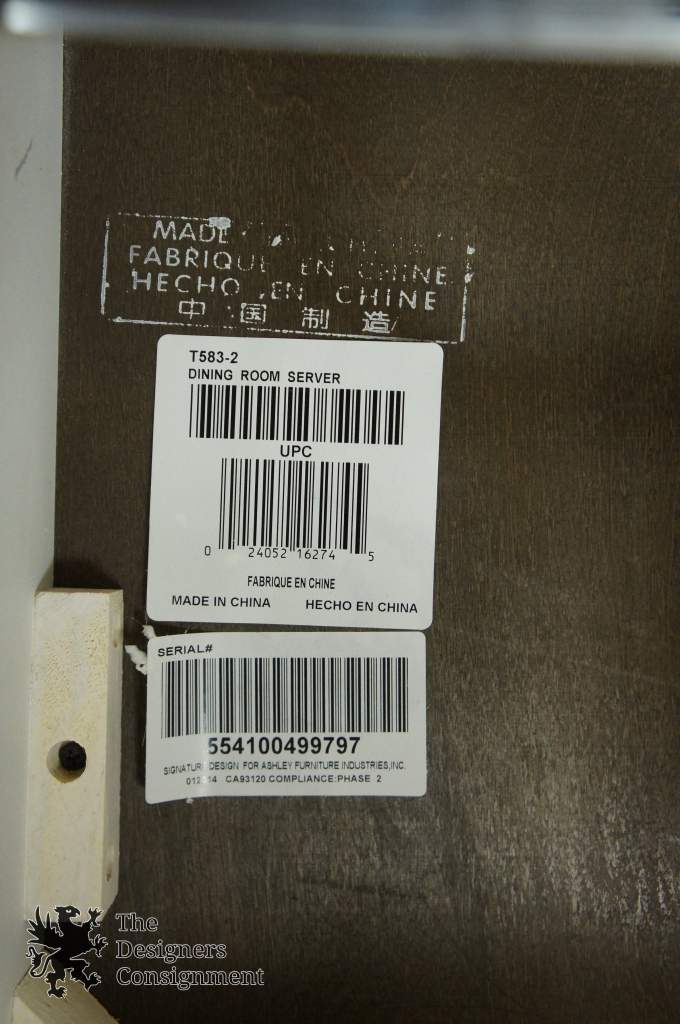 MADE
FABRIQUE EN CHINE
HECHO EN CHINE
中国制造
T583-2
DINING ROOM SERVER
UPC
0 24052 16274 5
FABRIQUE EN CHINE
MADE IN CHINA HECHO EN CHINA
SERIAL#
554100499797
SIGNATURE DESIGN FOR ASHLEY FURNITURE INDUSTRIES,INC.
CA93120 COMPLIANCE:PHASE 2
The
Designers
Consignment